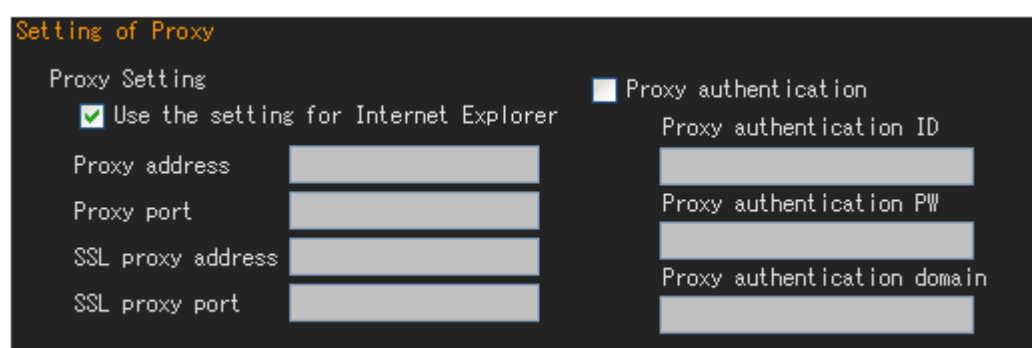 Setting of Proxy
Proxy Setting
Use the setting for Internet Explorer
Proxy address
Proxy port
SSL proxy address
SSL proxy port
Proxy authentication
Proxy authentication ID
Proxy authentication PW
Proxy authentication domain